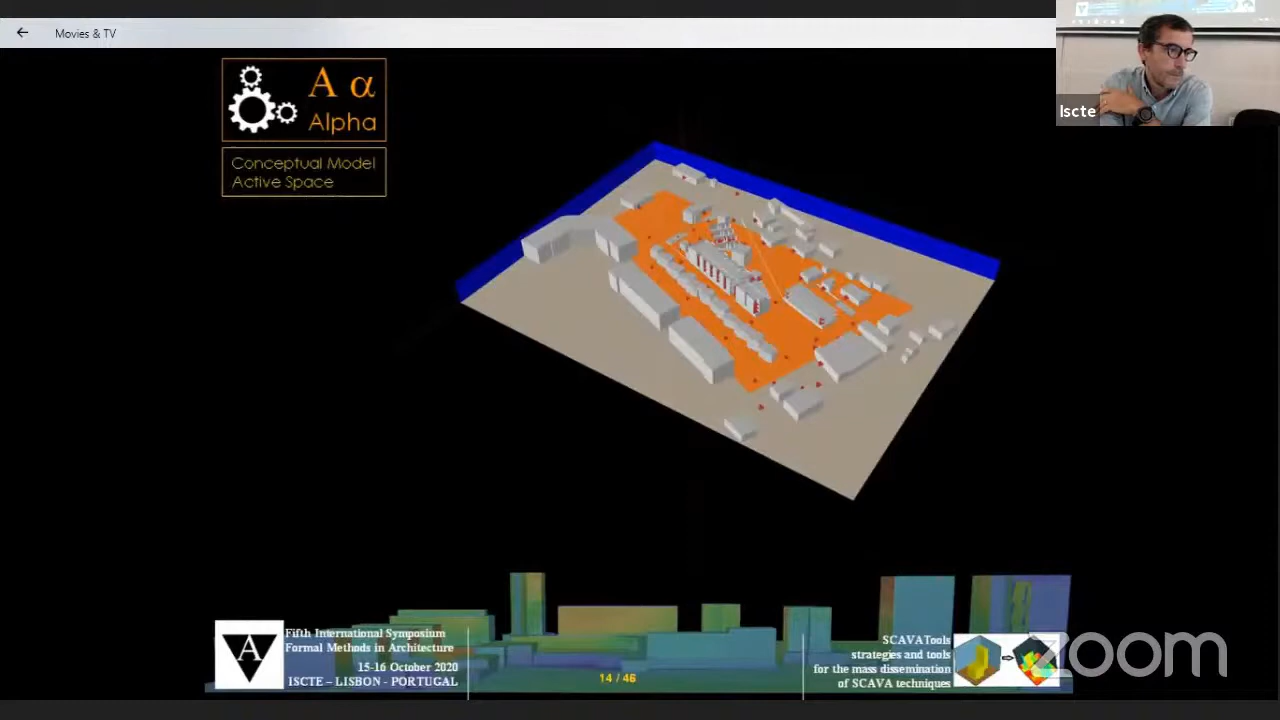 Movies & TV
A α
Alpha
Conceptual Model
Active Space
Iscte
A
Fifth International Symposium
Formal Methods in Architecture
15-16 October 2020
ISCTE – LISBON - PORTUGAL
14 / 46
SCAVATools
strategies and tools
for the mass dissemination
of SCAVA techniques
zoom